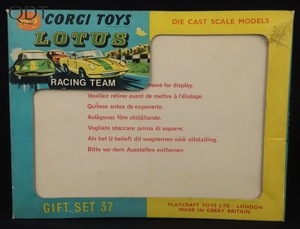 QDT
CORGI TOYS
DIE CAST SCALE MODELS
LOTUS
RACING TEAM
move for display.
Veuillez retirer avant de mettre à l'étalage.
Quitese antes de exponerle.
Avlägsnas före utställande.
Vogliate staccare prima di esporre.
Als het U belieft dit wegnemen vóór uitstalling.
Bitte vor dem Ausstellen entfernen.
GIFT SET 37
PLAYCRAFT TOYS LTD - LONDON
MADE IN GREAT BRITAIN